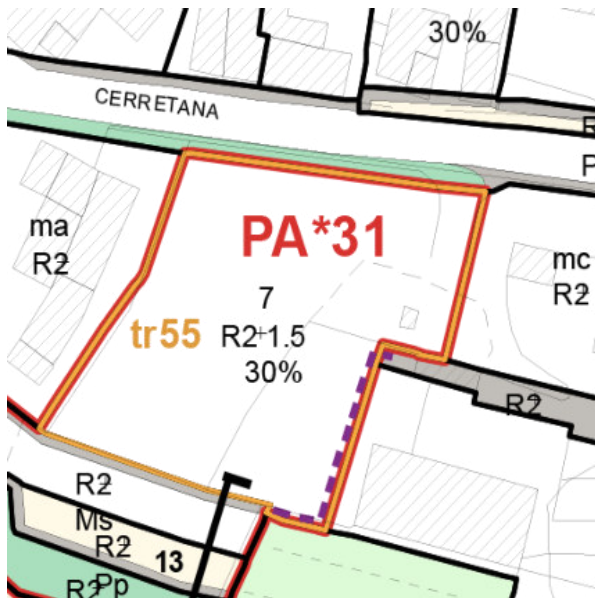 30%
CERRETANA
R
P
ma
R2
PA*31
mc
R2
7
tr55
R2+1.5
30%
R2
R2
Ms
R2
13
R2
Pp